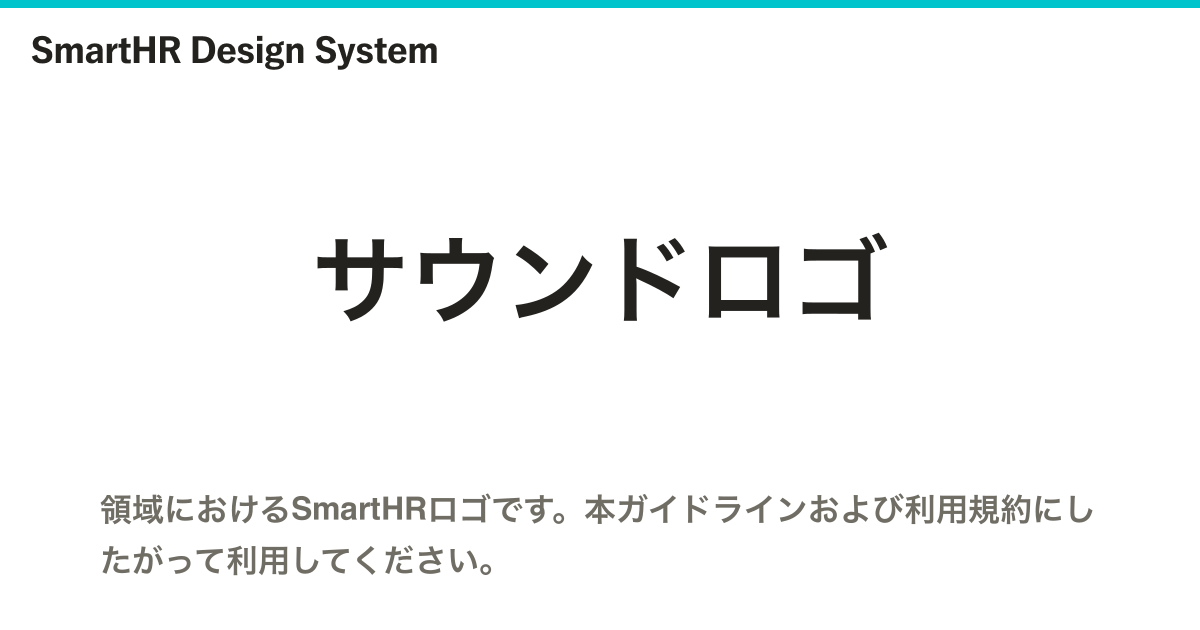 SmartHR Design System
サウンドロゴ
領域におけるSmartHRロゴです。本ガイドラインおよび利用規約にし
たがって利用してください。